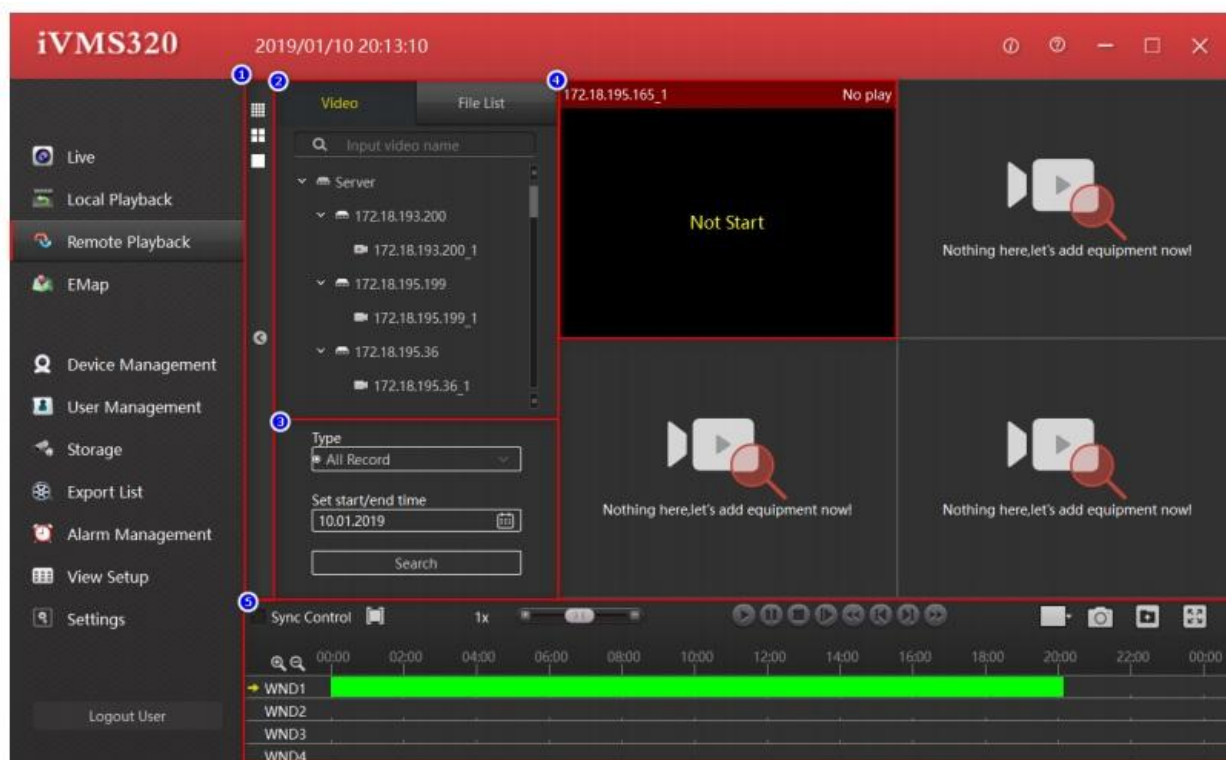 iVMS320
2019/01/10 20:13:10
Live
Local Playback
Remote Playback
EMap
Device Management
User Management
Storage
Export List
Alarm Management
View Setup
Settings
Logout User
1
2
Video
File List
Input video name
Server
172.18.193.200
172.18.193.200_1
172.18.195.199
172.18.195.199_1
172.18.195.36
172.18.195.36_1
3
Type
All Record
Set start/end time
10.01.2019
Search
4
172.18.195.165_1 No play
Not Start
Nothing here,let's add equipment now!
Nothing here,let's add equipment now!
Nothing here,let's add equipment now!
5
Sync Control
1x
00:00 02:00 04:00 06:00 08:00 10:00 12:00 14:00 16:00 18:00 20:00 22:00 00:00
WND1
WND2
WND3
WND4